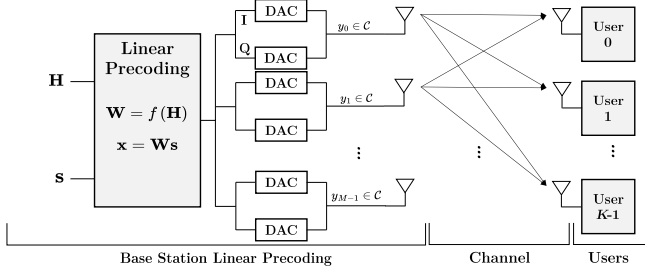 I
DAC
Q
DAC
y₀ ∈ 𝒞
User
0
Linear
Precoding
H
W = f (H)
x = Ws
s
DAC
DAC
y₁ ∈ 𝒞
User
1
DAC
DAC
y_{M−1} ∈ 𝒞
User
K-1
Base Station Linear Precoding
Channel
Users